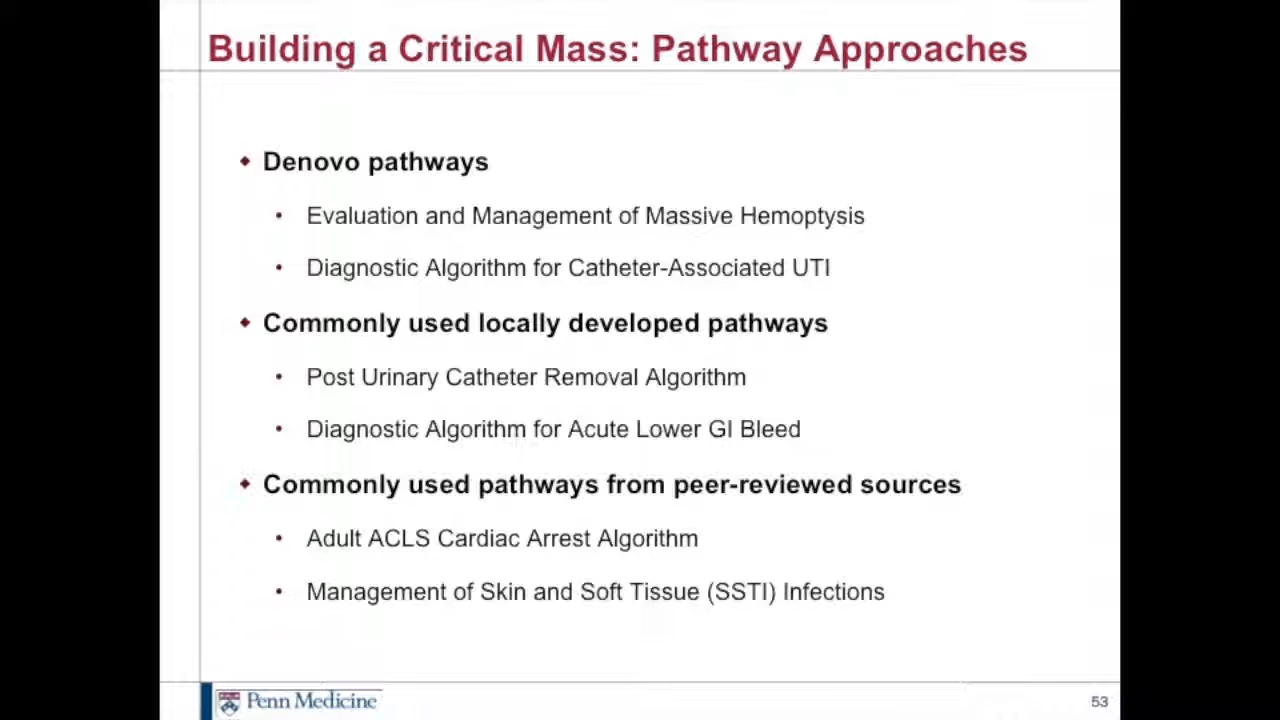 Building a Critical Mass: Pathway Approaches
Denovo pathways
Evaluation and Management of Massive Hemoptysis
Diagnostic Algorithm for Catheter-Associated UTI
Commonly used locally developed pathways
Post Urinary Catheter Removal Algorithm
Diagnostic Algorithm for Acute Lower GI Bleed
Commonly used pathways from peer-reviewed sources
Adult ACLS Cardiac Arrest Algorithm
Management of Skin and Soft Tissue (SSTI) Infections
Penn Medicine
53